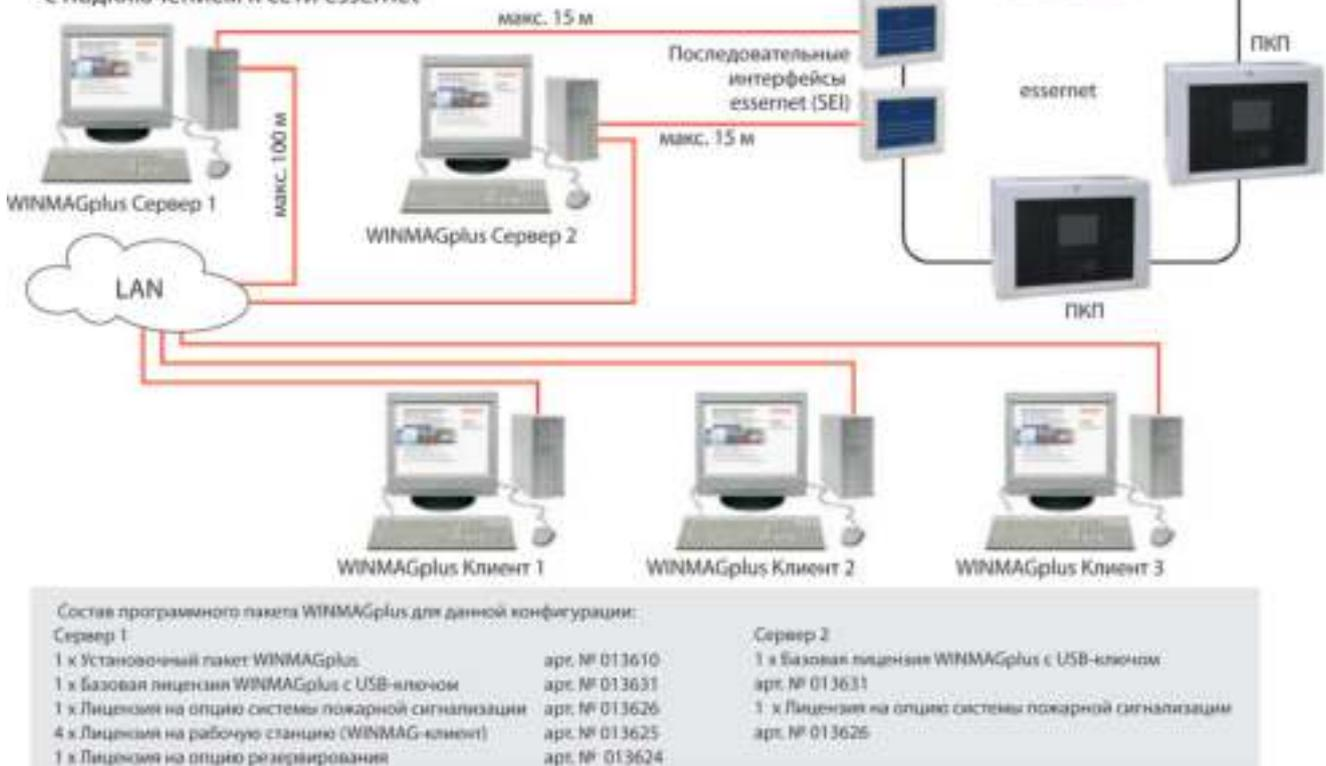 с подключением к сети essernet
макс. 15 м
Последовательные
интерфейсы
essernet (SEI)
essernet
ПКП
макс. 100 м
макс. 15 м
WINMAGplus Сервер 1
WINMAGplus Сервер 2
LAN
ПКП
WINMAGplus Клиент 1
WINMAGplus Клиент 2
WINMAGplus Клиент 3
Состав программного пакета WINMAGplus для данной конфигурации:
Сервер 1
1 x Установочный пакет WINMAGplus арт. № 013610
1 x Базовая лицензия WINMAGplus с USB-ключом арт. № 013631
1 x Лицензия на опцию системы пожарной сигнализации арт. № 013626
4 x Лицензия на рабочую станцию (WINMAG-клиент) арт. № 013625
1 x Лицензия на опцию резервирования арт. № 013624
Сервер 2
1 x Базовая лицензия WINMAGplus с USB-ключом
арт. № 013631
1 x Лицензия на опцию системы пожарной сигнализации
арт. № 013626